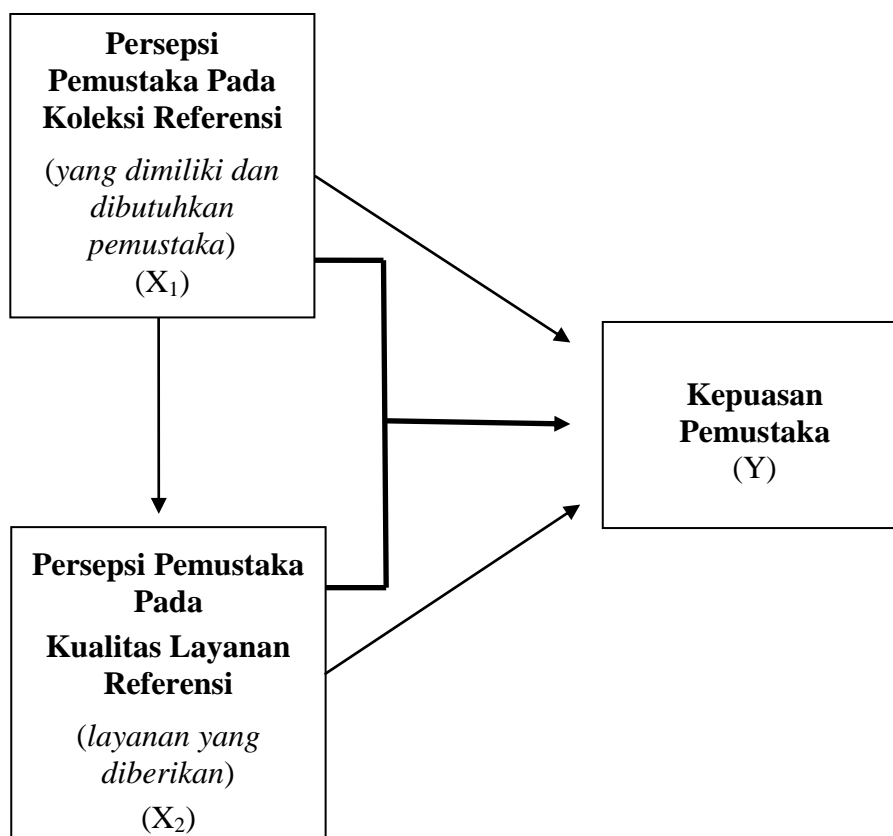 Persepsi
Pemustaka Pada
Koleksi Referensi
(yang dimiliki dan
dibutuhkan
pemustaka)
(X₁)
Kepuasan
Pemustaka
(Y)
Persepsi Pemustaka
Pada
Kualitas Layanan
Referensi
(layanan yang
diberikan)
(X₂)